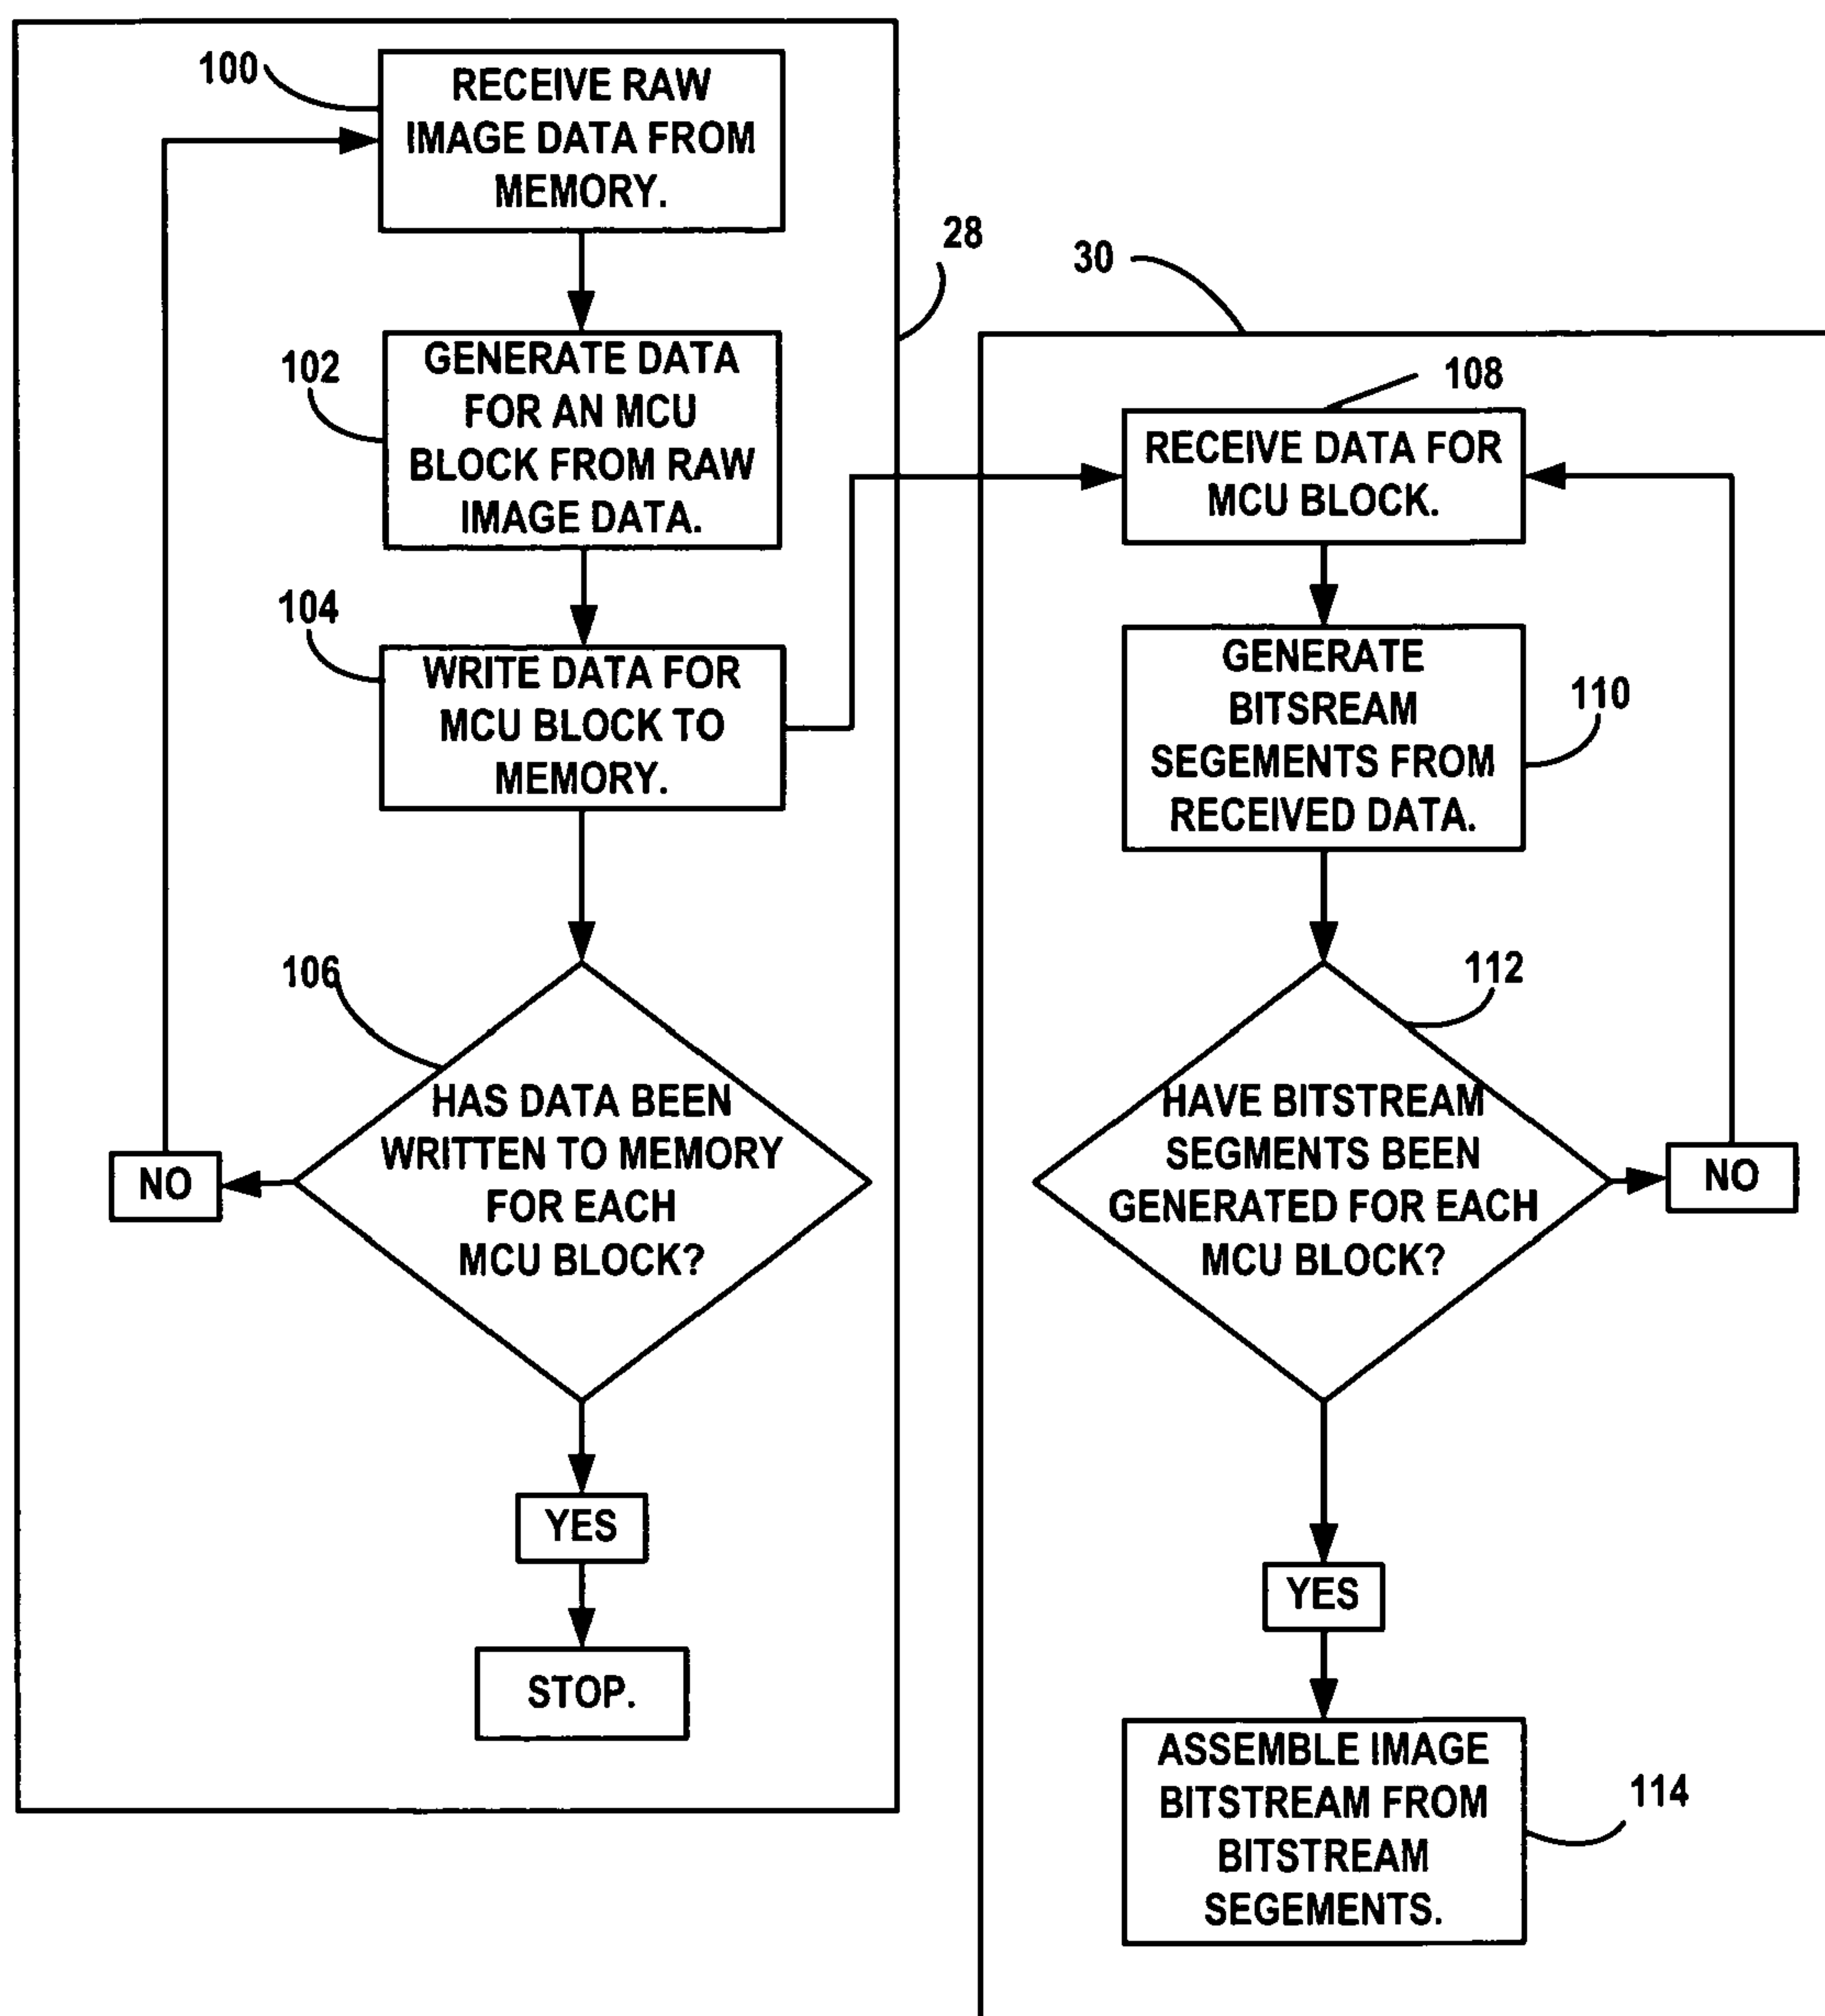 100
RECEIVE RAW
IMAGE DATA FROM
MEMORY.
28
102
GENERATE DATA
FOR AN MCU
BLOCK FROM RAW
IMAGE DATA.
104
WRITE DATA FOR
MCU BLOCK TO
MEMORY.
106
HAS DATA BEEN
WRITTEN TO MEMORY
FOR EACH
MCU BLOCK?
NO
YES
STOP.
30
108
RECEIVE DATA FOR
MCU BLOCK.
GENERATE
BITSREAM
SEGEMENTS FROM
RECEIVED DATA.
110
112
HAVE BITSTREAM
SEGMENTS BEEN
GENERATED FOR EACH
MCU BLOCK?
NO
YES
ASSEMBLE IMAGE
BITSTREAM FROM
BITSTREAM
SEGEMENTS.
114